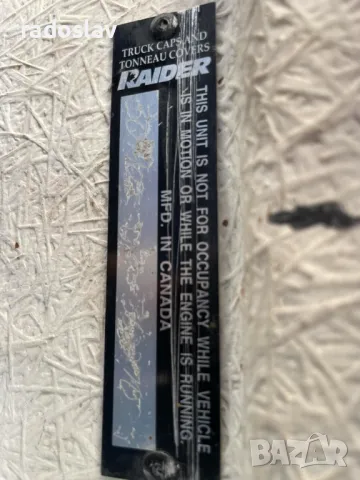 radoslav
TRUCK CAPS AND
TONNEAU COVERS
RAIDER
THIS UNIT IS NOT FOR OCCUPANCY WHILE VEHICLE
IS IN MOTION OR WHILE THE ENGINE IS RUNNING.
MFD. IN CANADA
BAZAR